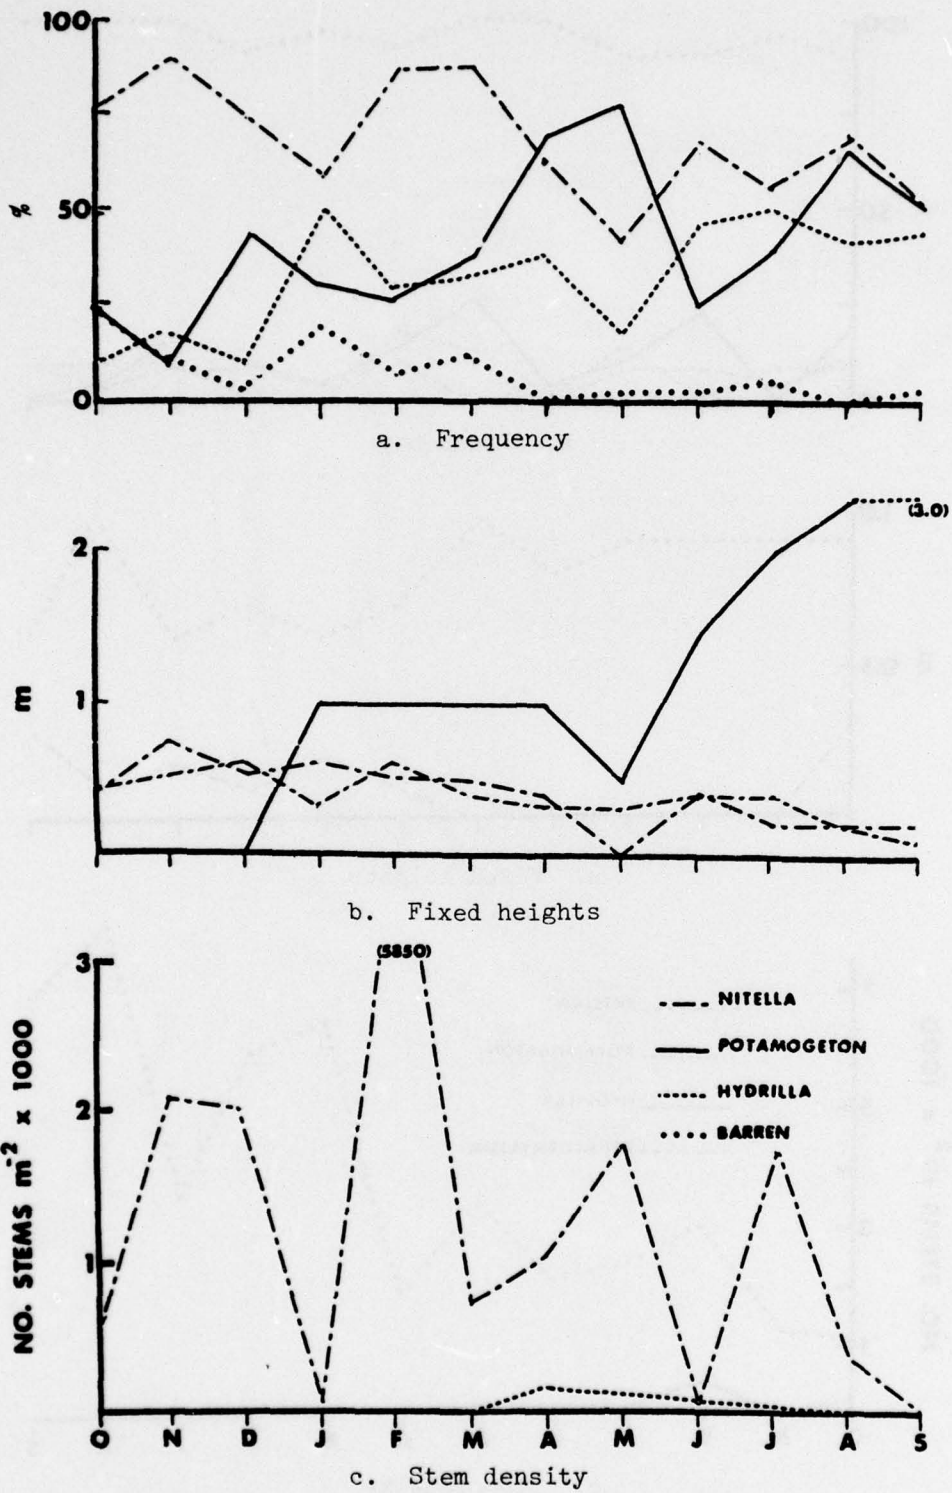 100
%
50
0
a. Frequency
2
(3.0)
m
1
b. Fixed heights
3
(5850)
NITELLA
POTAMOGETON
HYDRILLA
BARREN
2
NO. STEMS m⁻² x 1000
1
O N D J F M A M J J A S
c. Stem density